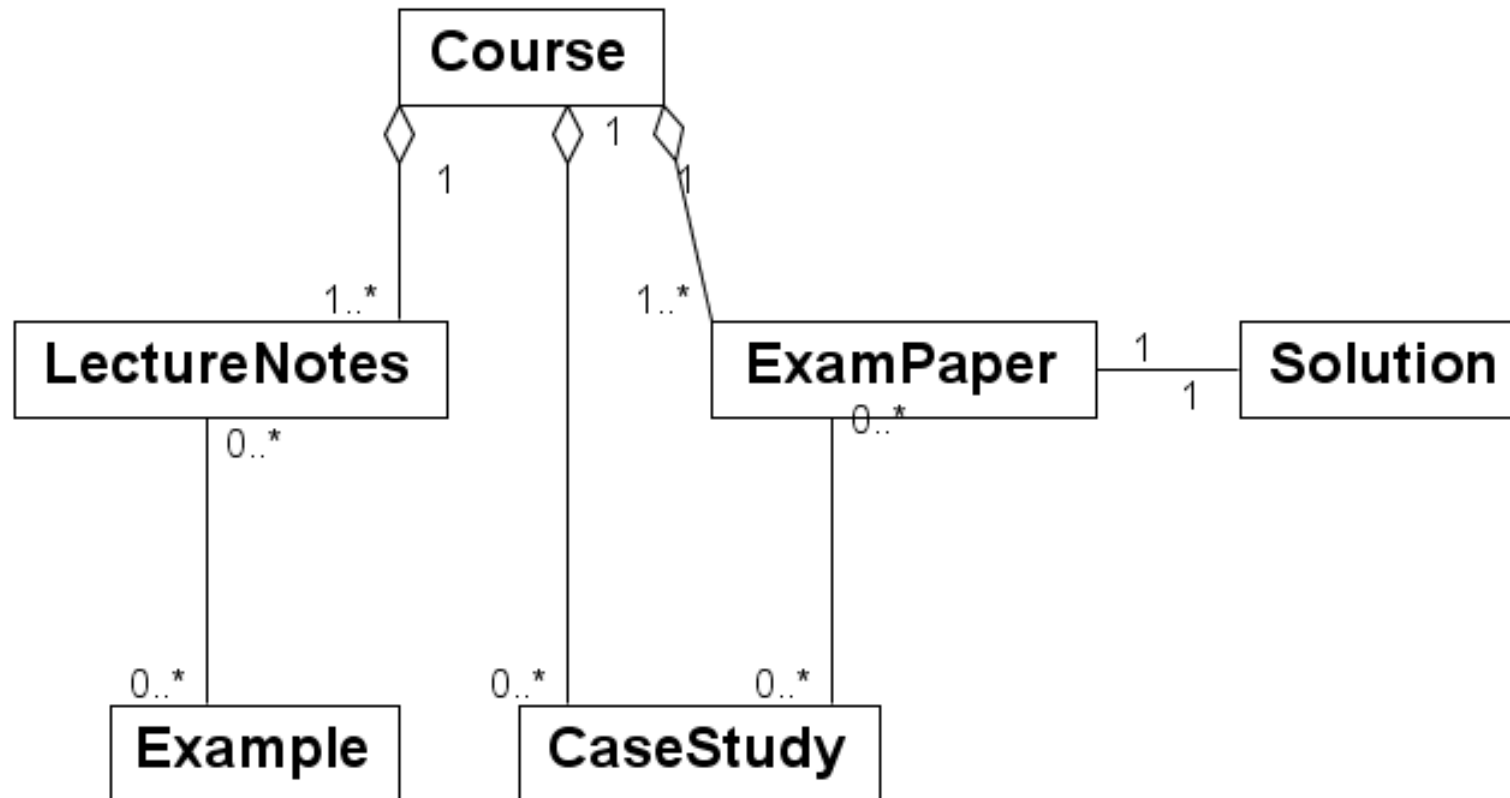 Course
1
1
1
1..*
1..*
LectureNotes
ExamPaper
1
1
Solution
0..*
0..*
0..*
0..*
0..*
Example
CaseStudy